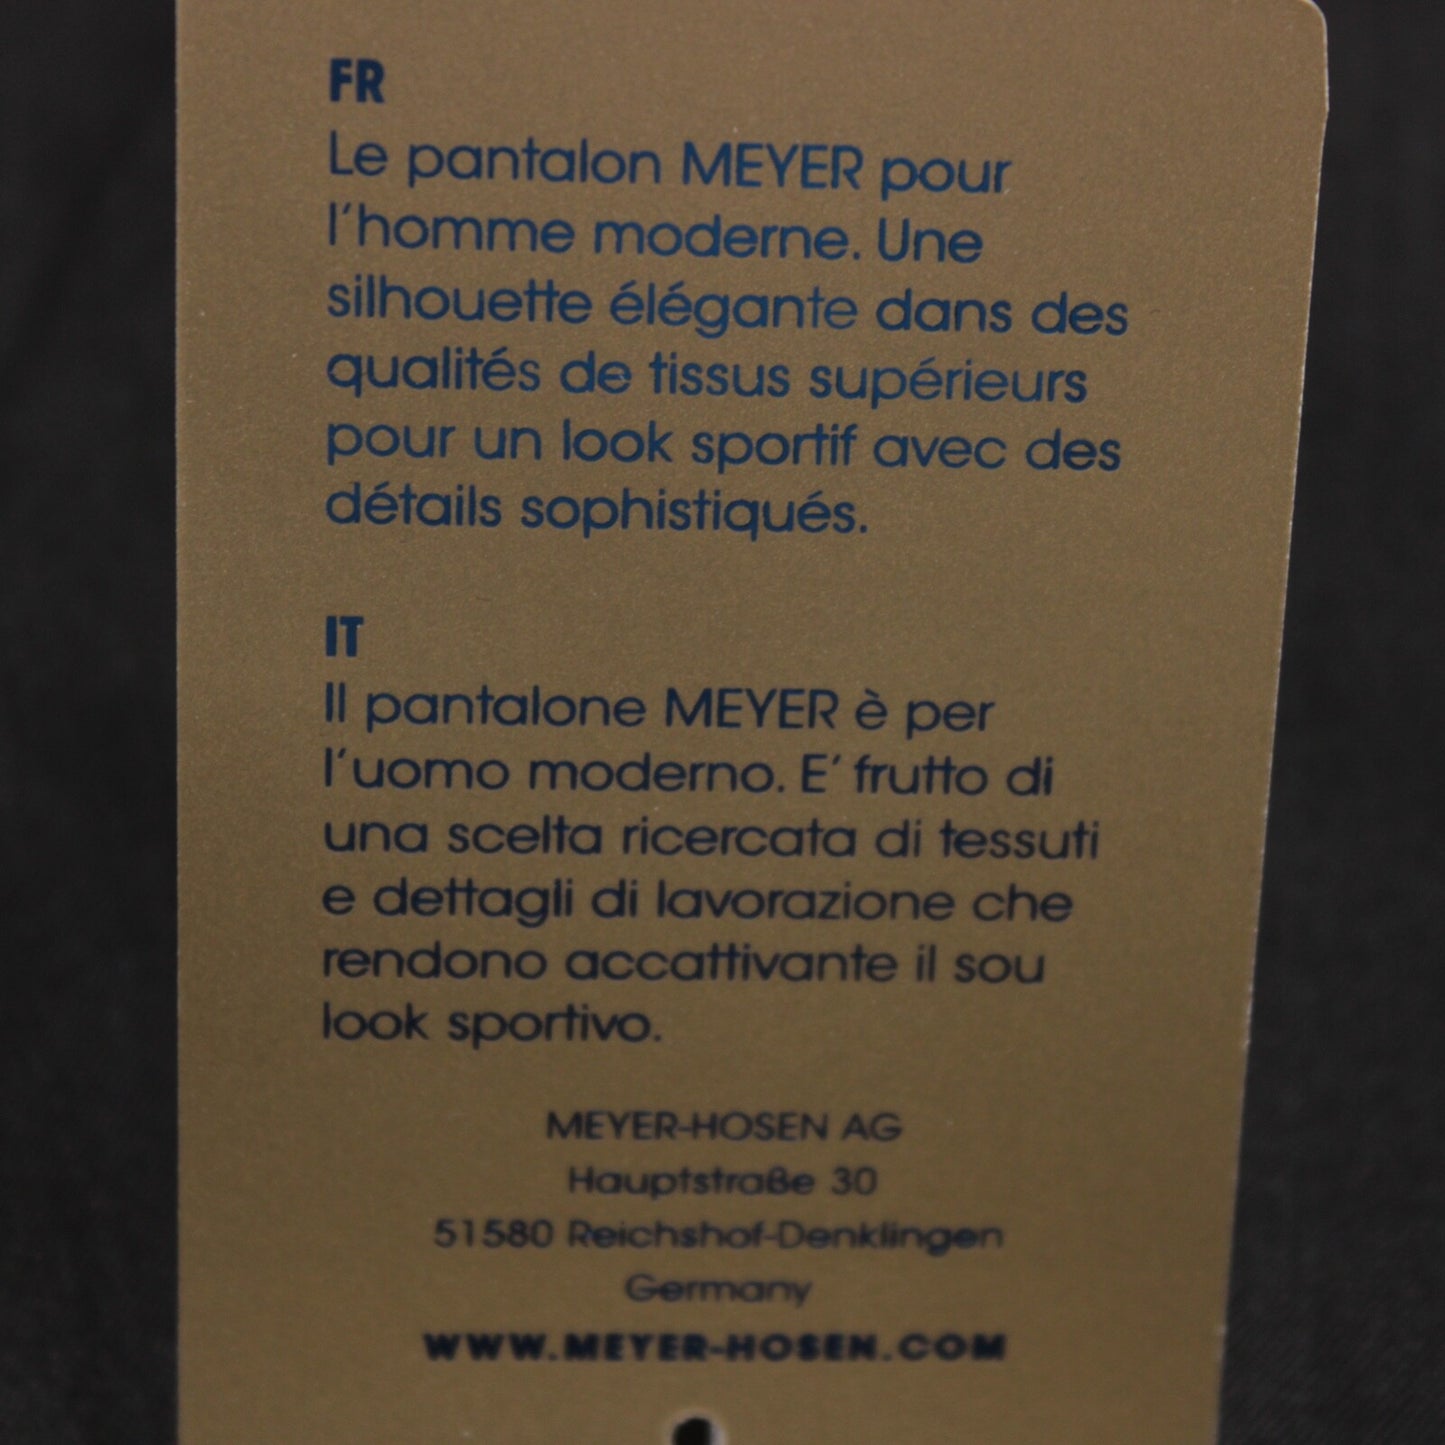 FR
Le pantalon MEYER pour
l'homme moderne. Une
silhouette élégante dans des
qualités de tissus supérieurs
pour un look sportif avec des
détails sophistiqués.
IT
Il pantalone MEYER è per
l'uomo moderno. E' frutto di
una scelta ricercata di tessuti
e dettagli di lavorazione che
rendono accattivante il sou
look sportivo.
MEYER-HOSEN AG
Hauptstraße 30
51580 Reichshof-Denklingen
Germany
WWW.MEYER-HOSEN.COM